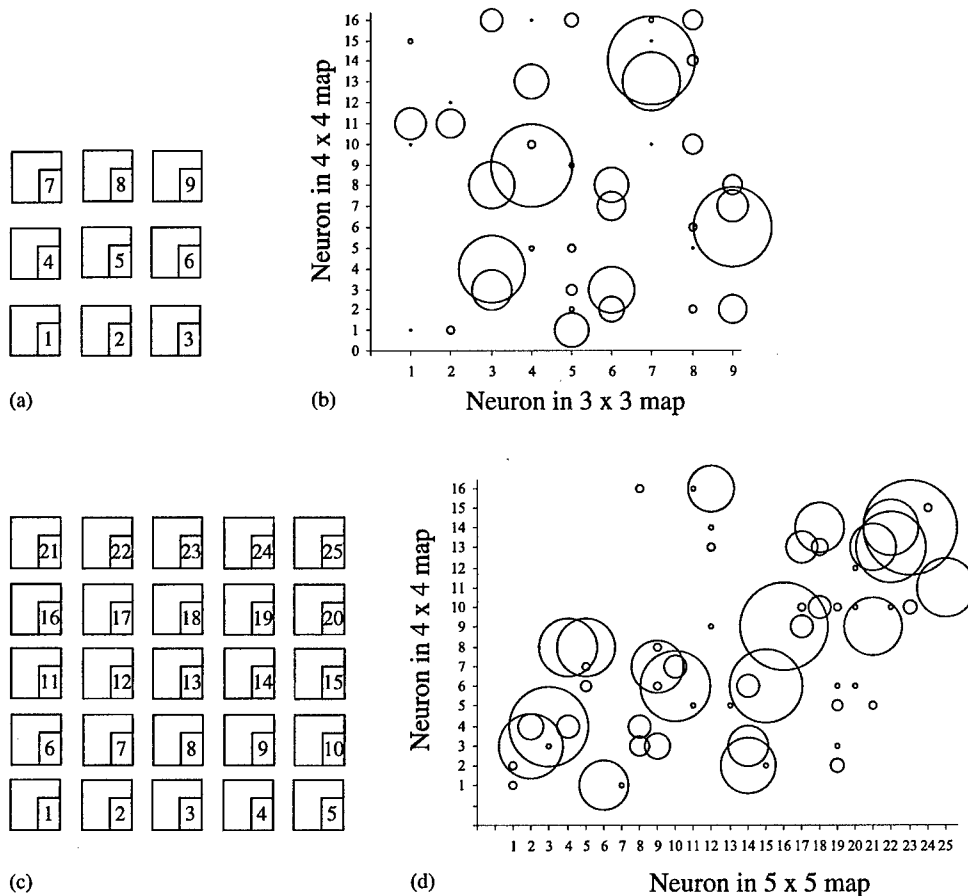 7 8 9
4 5 6
1 2 3
(a)
Neuron in 4 x 4 map
16
15
14
13
12
11
10
9
8
7
6
5
4
3
2
1
0
1 2 3 4 5 6 7 8 9
Neuron in 3 x 3 map
(b)
21 22 23 24 25
16 17 18 19 20
11 12 13 14 15
6 7 8 9 10
1 2 3 4 5
(c)
Neuron in 4 x 4 map
16
15
14
13
12
11
10
9
8
7
6
5
4
3
2
1
1 2 3 4 5 6 7 8 9 10 11 12 13 14 15 16 17 18 19 20 21 22 23 24 25
Neuron in 5 x 5 map
(d)